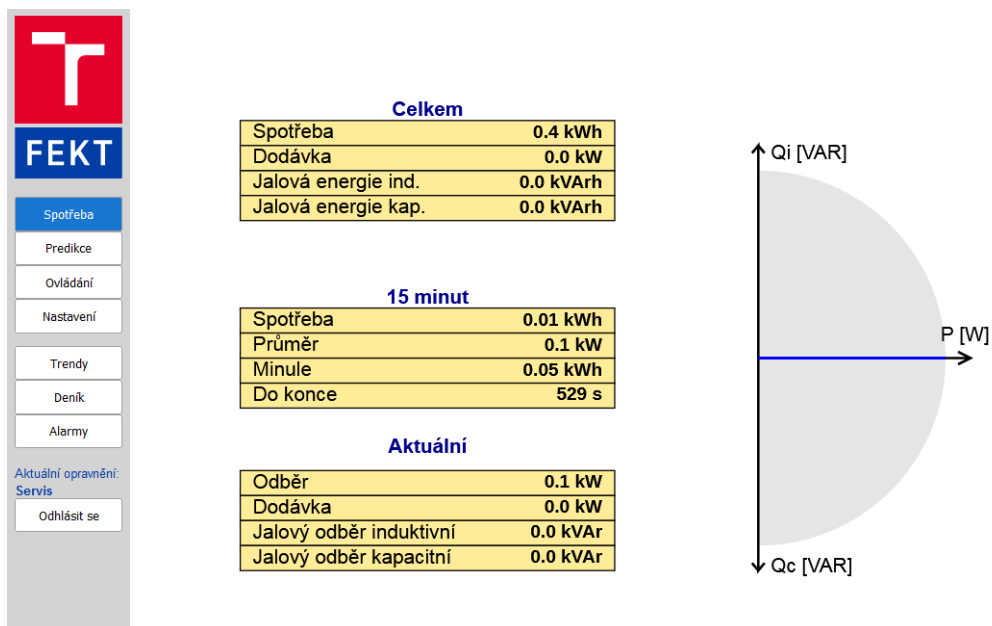 FEKT
Spotřeba
Predikce
Ovládání
Nastavení
Trendy
Deník
Alarmy
Aktuální opravnění:
Servis
Odhlásit se
Celkem
Spotřeba 0.4 kWh
Dodávka 0.0 kW
Jalová energie ind. 0.0 kVArh
Jalová energie kap. 0.0 kVArh
15 minut
Spotřeba 0.01 kWh
Průměr 0.1 kW
Minule 0.05 kWh
Do konce 529 s
Aktuální
Odběr 0.1 kW
Dodávka 0.0 kW
Jalový odběr induktivní 0.0 kVAr
Jalový odběr kapacitní 0.0 kVAr
Qi [VAR]
P [W]
Qc [VAR]